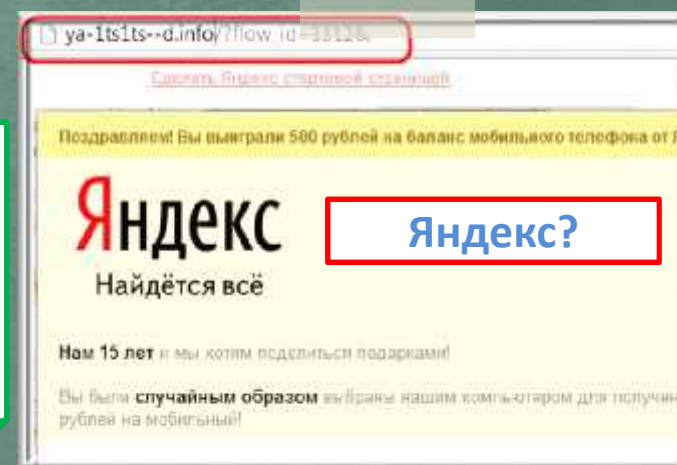 ya-1ts1ts--d.info/?flow_id=
Сделать Яндекс стартовой страницей
Поздравляем! Вы выиграли 500 рублей на баланс мобильного телефона от Я
Яндекс
Яндекс?
Найдётся всё
Нам 15 лет и мы хотим поделиться подарками!
Вы были случайным образом выбраны нашим компьютером для получен
рублей на мобильный!